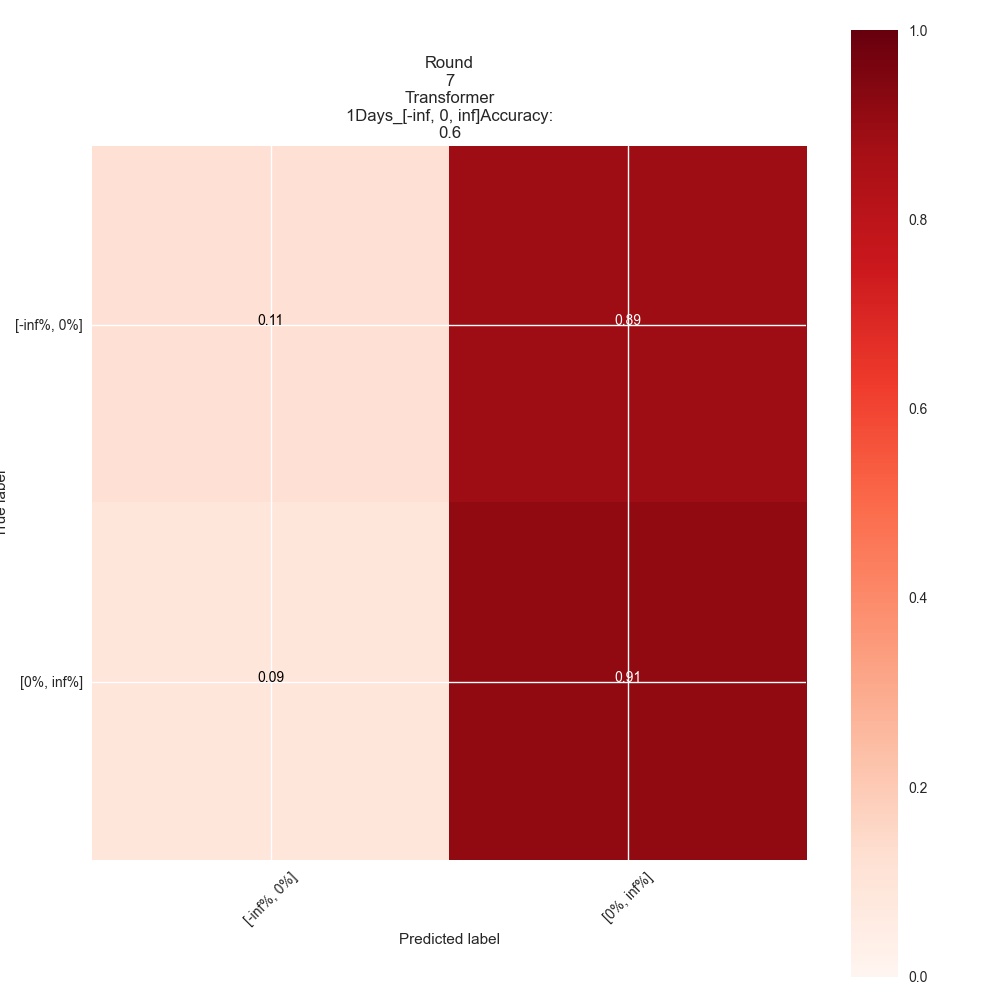 Round
7
Transformer
1Days_[-inf, 0, inf]Accuracy:
0.6
1.0
0.8
0.6
0.4
0.2
0.0
True label
[-inf%, 0%]
0.11
0.89
[0%, inf%]
0.09
0.91
[-inf%, 0%]
[0%, inf%]
Predicted label